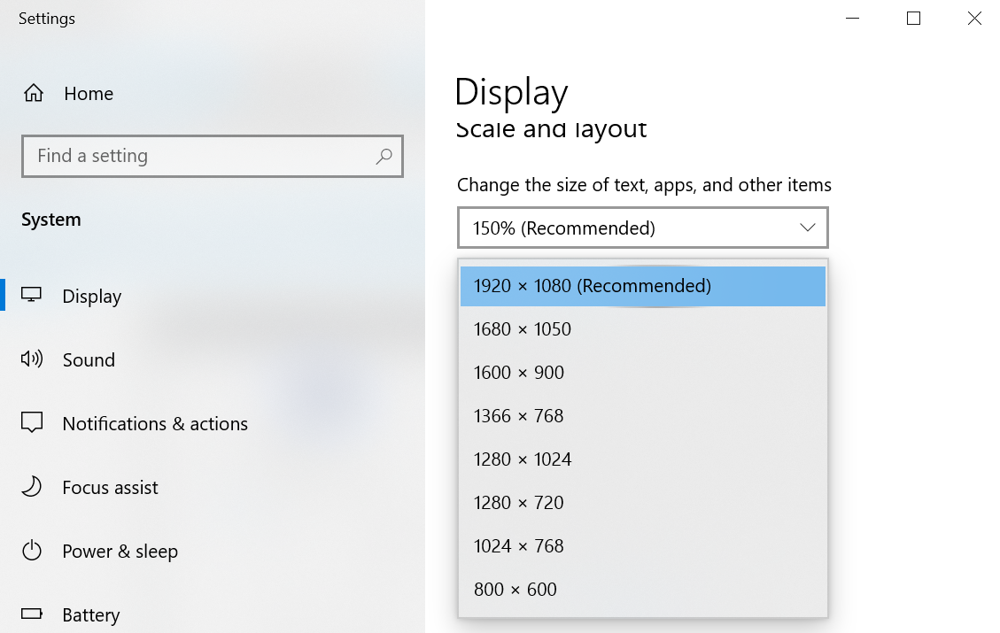 Settings
Home
Find a setting
System
Display
Sound
Notifications & actions
Focus assist
Power & sleep
Battery
Display
Scale and layout
Change the size of text, apps, and other items
150% (Recommended)
1920 × 1080 (Recommended)
1680 × 1050
1600 × 900
1366 × 768
1280 × 1024
1280 × 720
1024 × 768
800 × 600